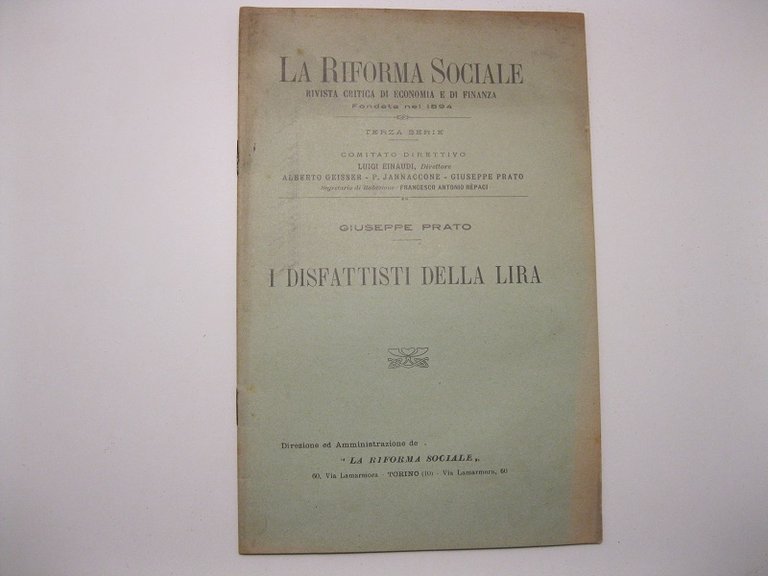 LA RIFORMA SOCIALE
RIVISTA CRITICA DI ECONOMIA E DI FINANZA
Fondata nel 1894
TERZA SERIE
COMITATO DIRETTIVO
LUIGI EINAUDI, Direttore
ALBERTO GEISSER - P. JANNACCONE - GIUSEPPE PRATO
Segretario di Redazione: FRANCESCO ANTONIO RÈPACI
GIUSEPPE PRATO
I DISFATTISTI DELLA LIRA
Direzione ed Amministrazione de
“ LA RIFORMA SOCIALE „
60, Via Lamarmora - TORINO (10) - Via Lamarmora, 60